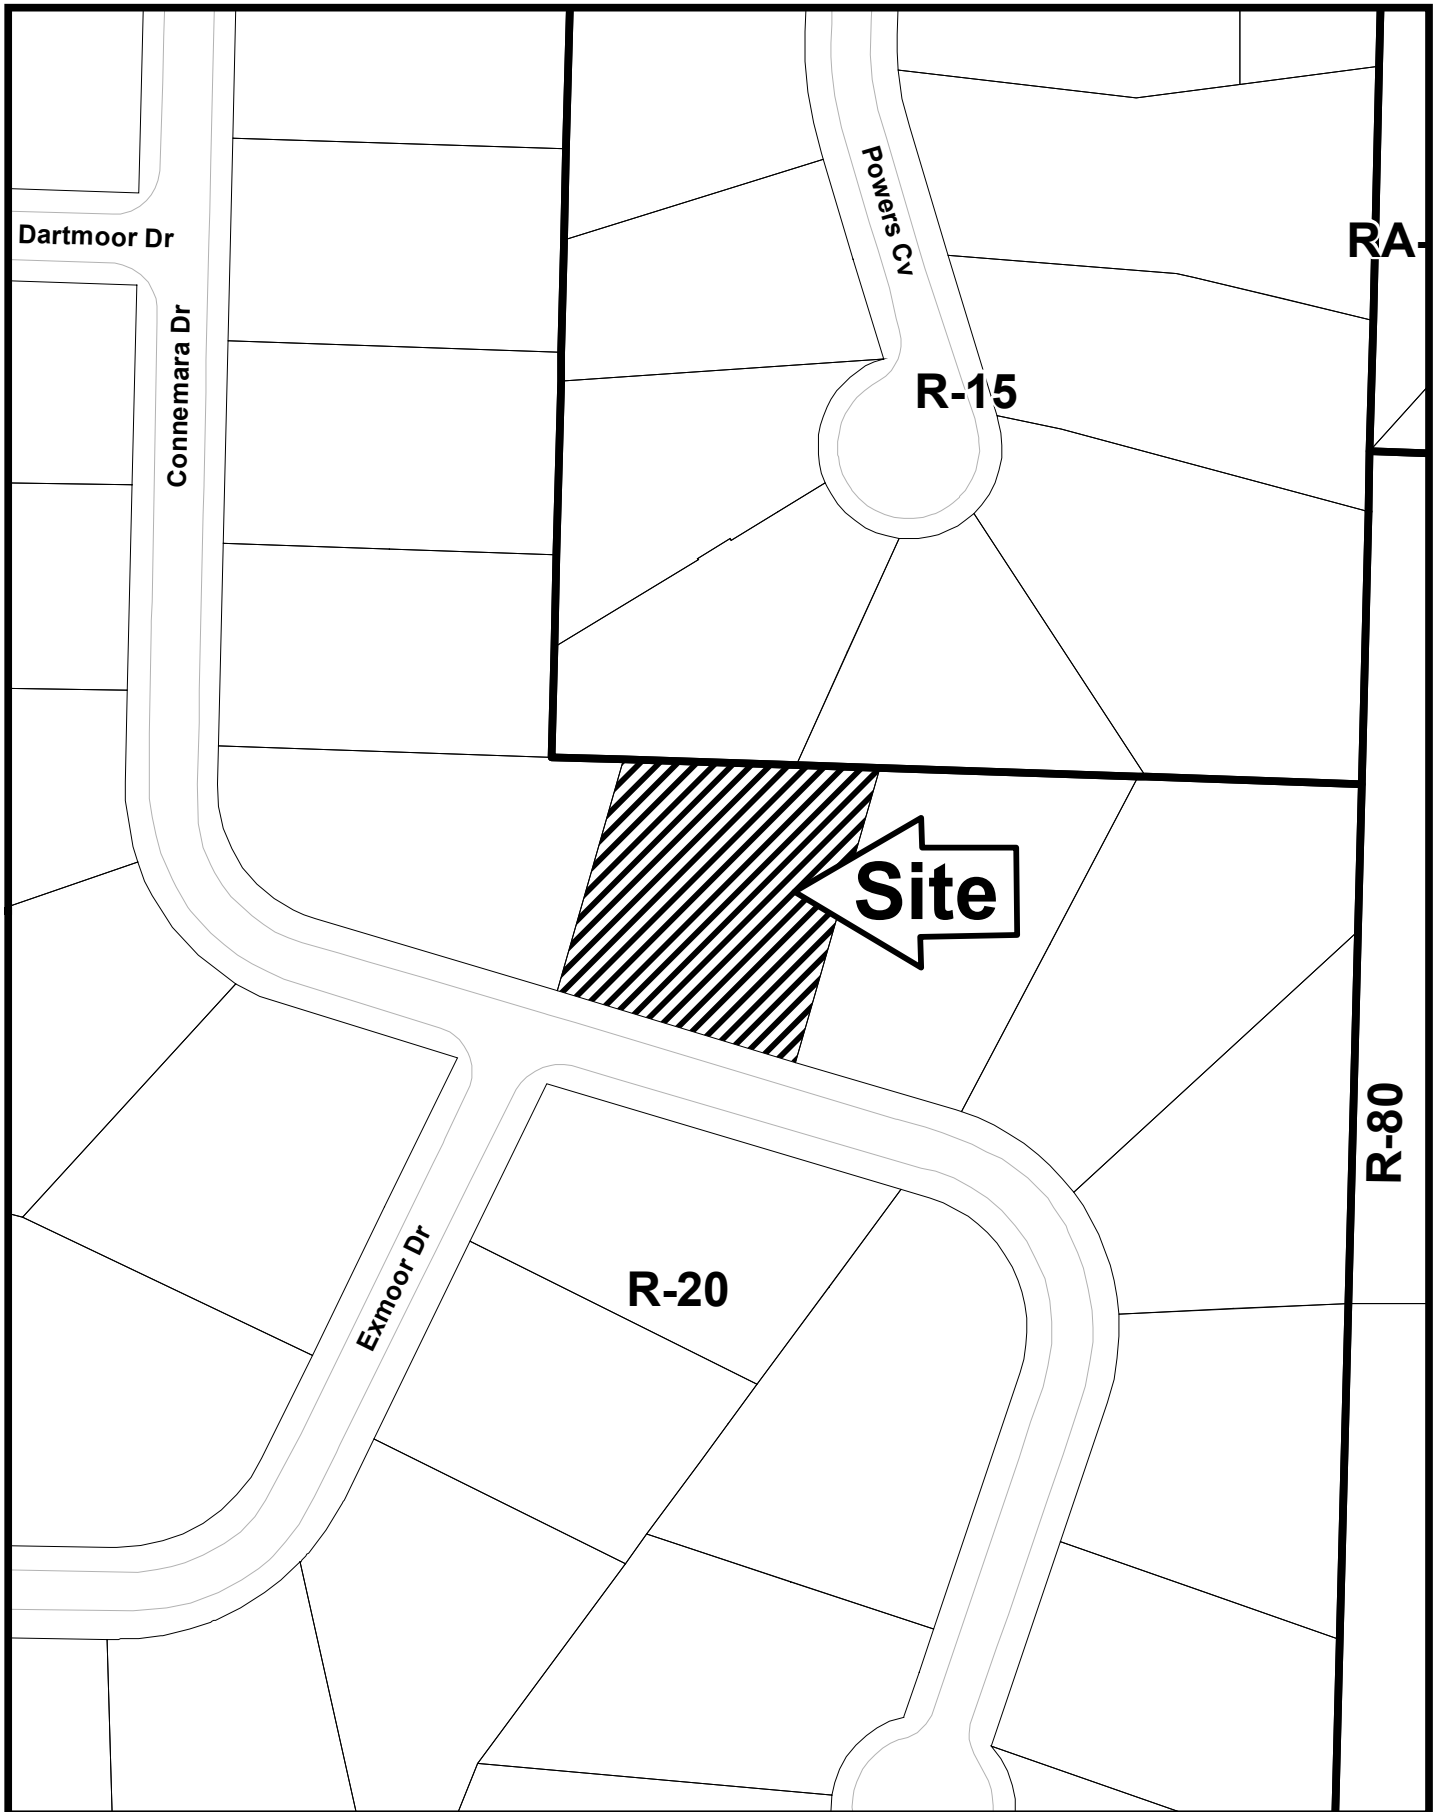 Powers Cv
Dartmoor Dr
RA-
Connemara Dr
R-15
Site
R-80
Exmoor Dr
R-20